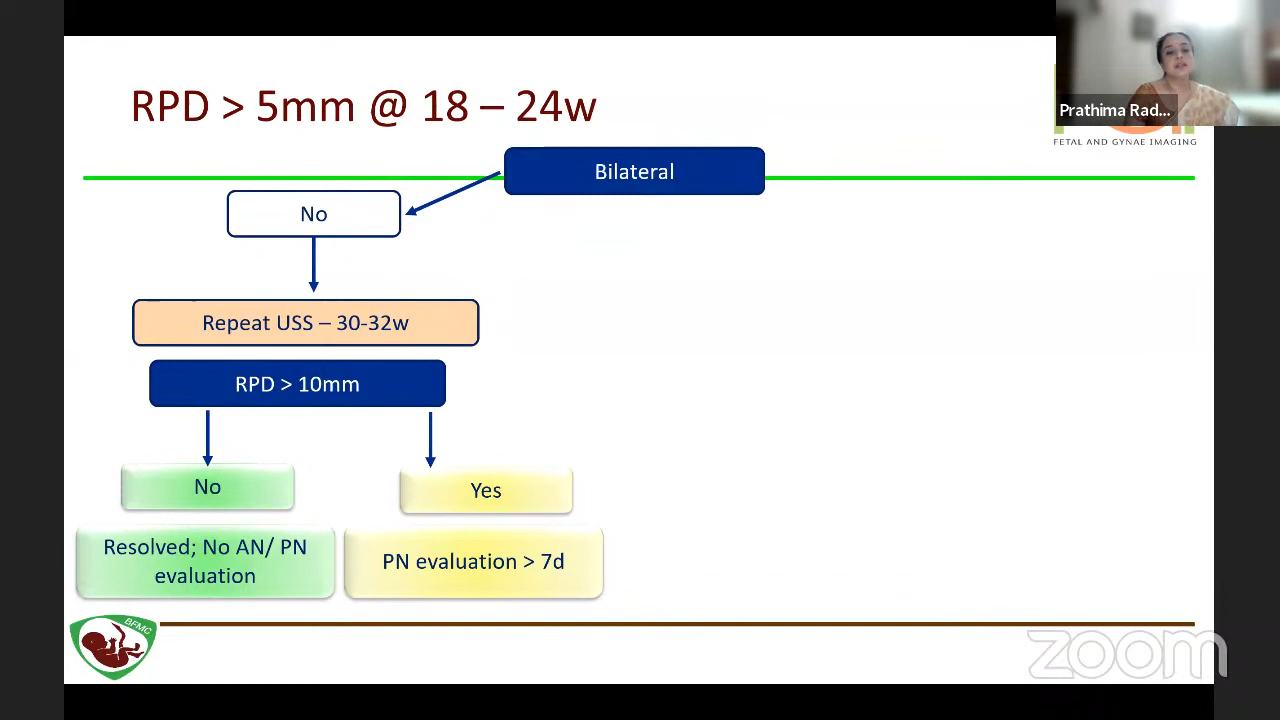 RPD > 5mm @ 18 – 24w
Prathima Rad...
FETAL AND GYNAE IMAGING
Bilateral
No
Repeat USS – 30-32w
RPD > 10mm
No
Yes
Resolved; No AN/ PN
evaluation
PN evaluation > 7d
BFMC
zoom